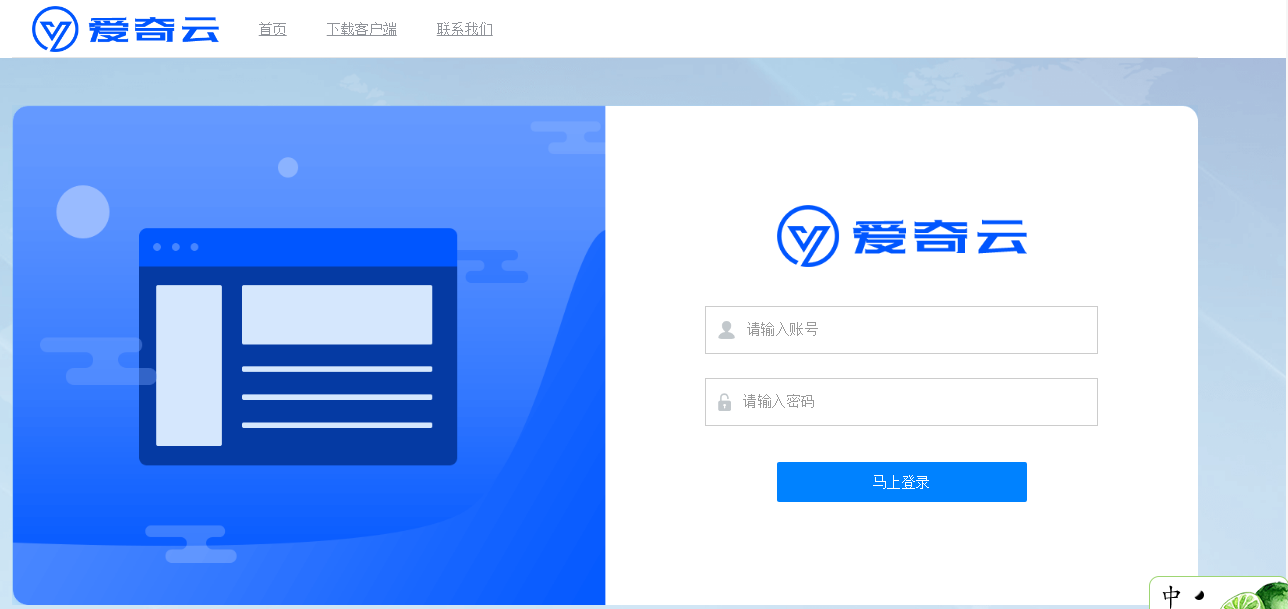 爱奇云 首页 下载客户端 联系我们
爱奇云
请输入账号
请输入密码
马上登录
中